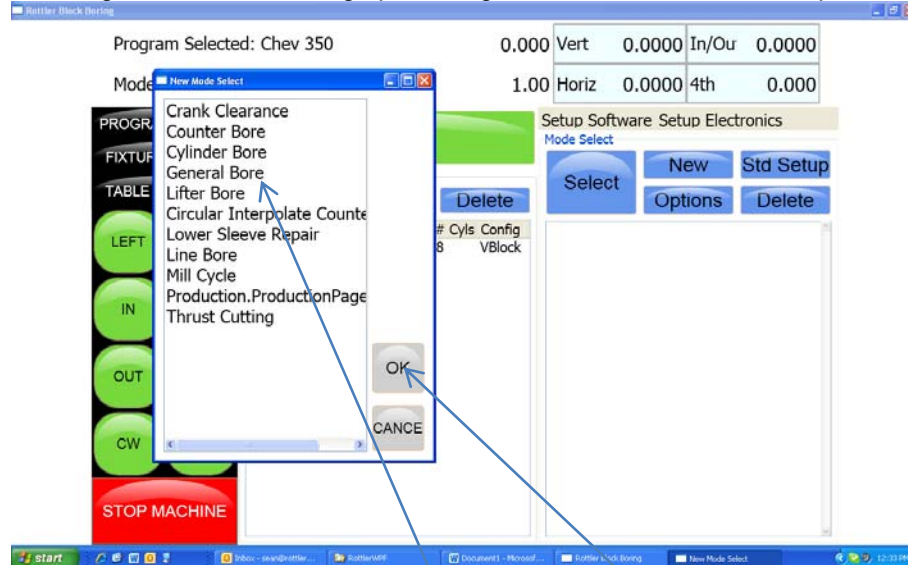 Rottler Block Boring
Program Selected: Chev 350
0.000
Vert 0.0000 In/Our 0.0000
Mode
1.00
Horiz 0.0000 4th 0.000
New Mode Select
Crank Clearance
Counter Bore
Cylinder Bore
General Bore
Lifter Bore
Circular Interpolate Counte
Lower Sleeve Repair
Line Bore
Mill Cycle
Production.ProductionPage
Thrust Cutting
OK
CANCE
PROGR
FIXTUR
TABLE
LEFT
IN
OUT
CW
STOP MACHINE
Delete
# Cyls Config
8 VBlock
Setup Software Setup Electronics
Mode Select
Select
New
Std Setup
Options
Delete
start
Inbox - sean@rottler...
RottlerWPF
Document1 - Microsof...
Rottler Block Boring
New Mode Select
12:33 PM